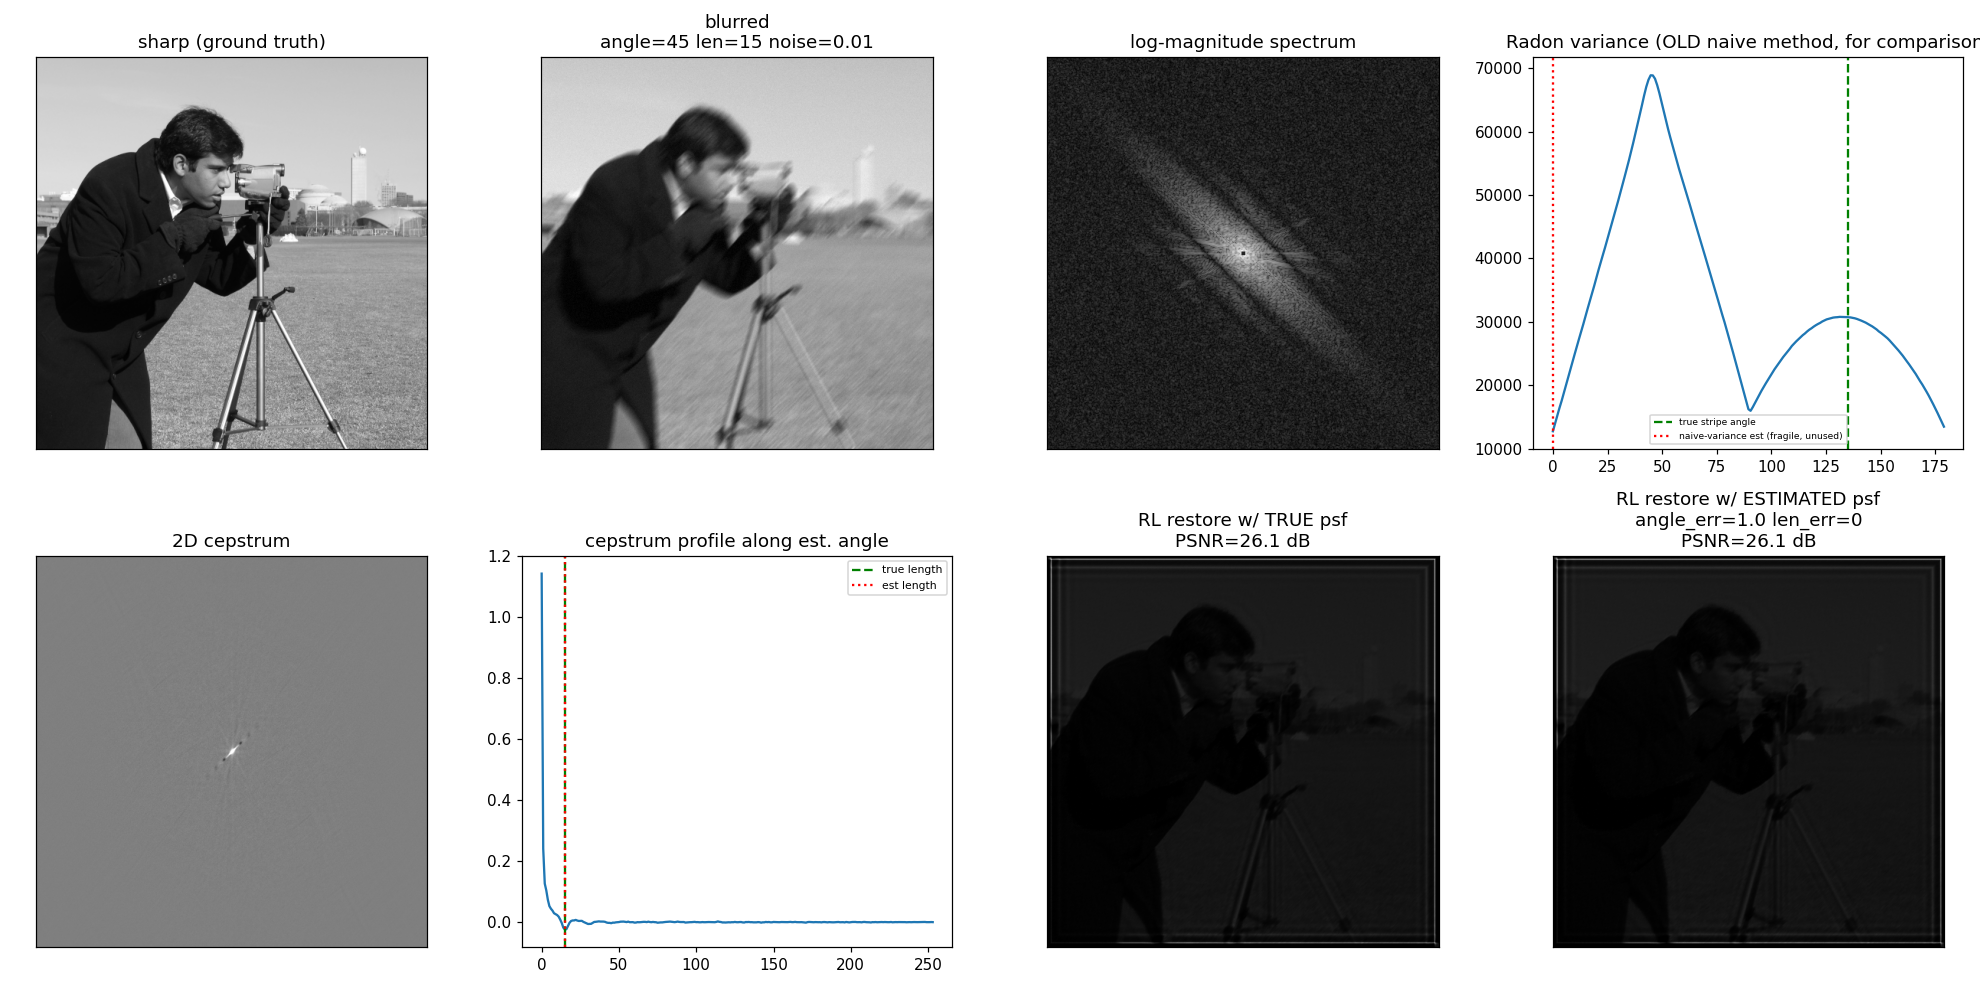 sharp (ground truth)
blurred
angle=45 len=15 noise=0.01
log-magnitude spectrum
Radon variance (OLD naive method, for comparison
70000
60000
50000
40000
30000
20000
10000
true stripe angle
naive-variance est (fragile, unused)
0 25 50 75 100 125 150 175
2D cepstrum
cepstrum profile along est. angle
1.2
1.0
0.8
0.6
0.4
0.2
0.0
true length
est length
0 50 100 150 200 250
RL restore w/ TRUE psf
PSNR=26.1 dB
RL restore w/ ESTIMATED psf
angle_err=1.0 len_err=0
PSNR=26.1 dB